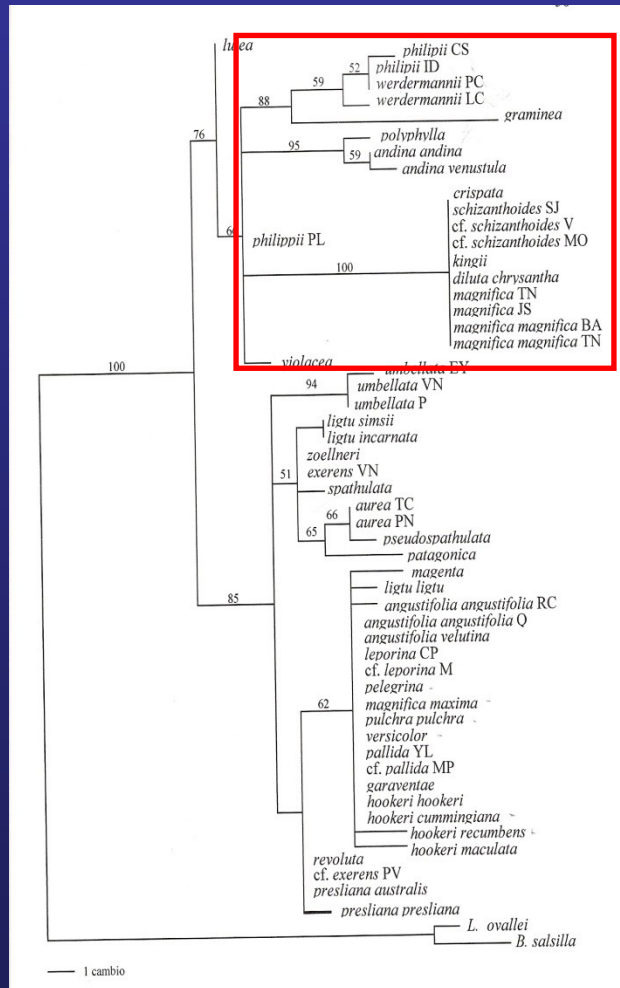 lutea
philipii CS
52
philipii ID
59
werdermannii PC
88
werdermannii LC
graminea
76
polyphylla
95
andina andina
59
andina venustula
crispata
schizanthoides SJ
cf. schizanthoides V
philippii PL
cf. schizanthoides MO
kingii
100
diluta chrysantha
magnifica TN
magnifica JS
magnifica magnifica BA
magnifica magnifica TN
violacea
100
umbellata EY
94
umbellata VN
umbellata P
ligtu simsii
ligtu incarnata
zoellneri
51
exerens VN
spathulata
aurea TC
66
aurea PN
65
pseudospathulata
patagonica
magenta
ligtu ligtu
85
angustifolia angustifolia RC
angustifolia angustifolia Q
angustifolia velutina
leporina CP
cf. leporina M
pelegrina
62
magnifica maxima
pulchra pulchra
versicolor
pallida YL
cf. pallida MP
garaventae
hookeri hookeri
hookeri cummingiana
hookeri recumbens
hookeri maculata
revoluta
cf. exerens PV
presliana australis
presliana presliana
L. ovallei
B. salsilla
1 cambio